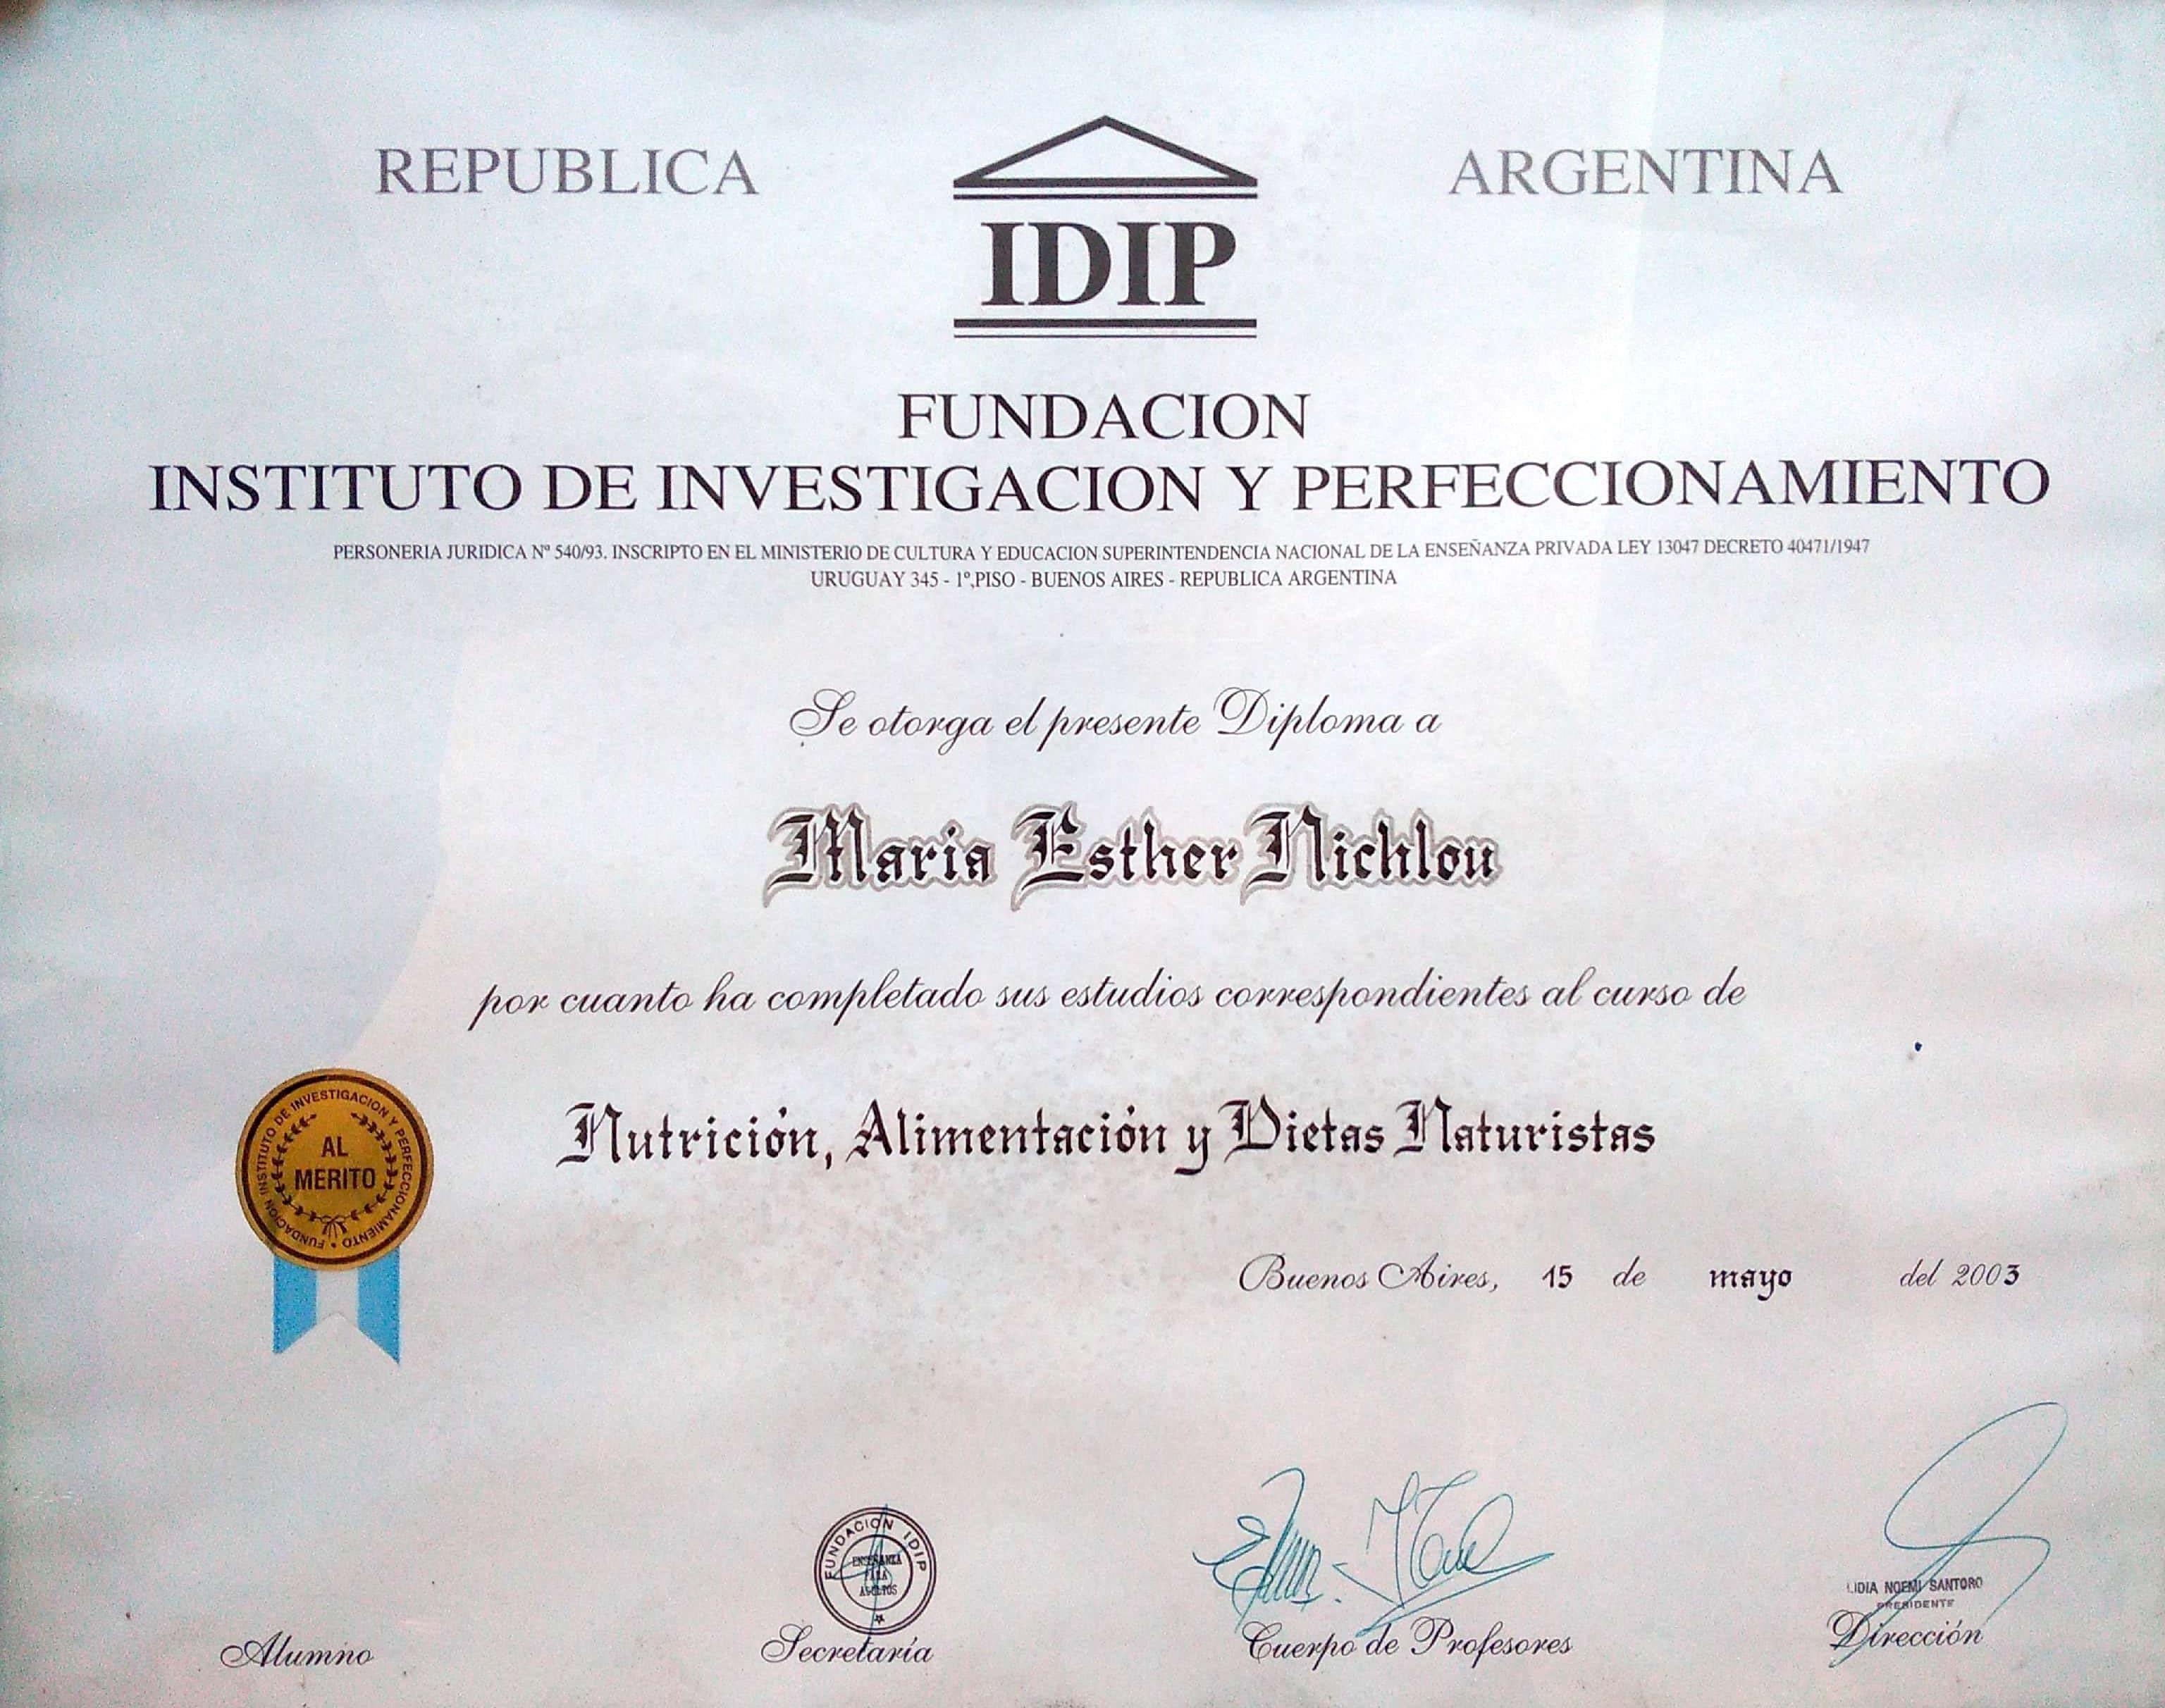 REPUBLICA
ARGENTINA
IDIP
FUNDACION
INSTITUTO DE INVESTIGACION Y PERFECCIONAMIENTO
PERSONERIA JURIDICA Nº 540/93. INSCRIPTO EN EL MINISTERIO DE CULTURA Y EDUCACION SUPERINTENDENCIA NACIONAL DE LA ENSEÑANZA PRIVADA LEY 13047 DECRETO 40471/1947
URUGUAY 345 - 1º,PISO - BUENOS AIRES - REPUBLICA ARGENTINA
Se otorga el presente Diploma a
Maria Esther Nichlou
por cuanto ha completado sus estudios correspondientes al curso de
Nutrición, Alimentación y Dietas Naturistas
FUNDACION INSTITUTO DE INVESTIGACION Y PERFECCIONAMIENTO
AL
MERITO
Buenos Aires, 15 de mayo del 2003
FUNDACION IDIP
ENSEÑANZA
PARA
ADULTOS
LIDIA NOEMI SANTORO
PRESIDENTE
Alumno
Secretaría
Cuerpo de Profesores
Dirección